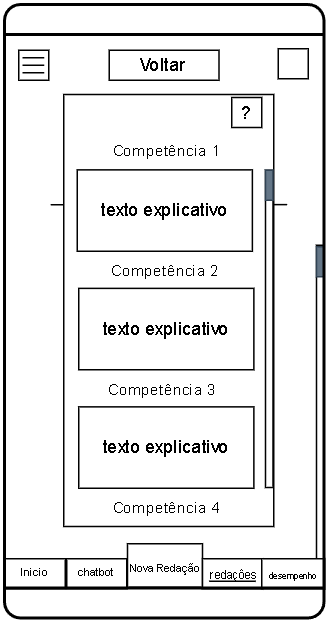 Voltar
?
Competência 1
texto explicativo
Competência 2
texto explicativo
Competência 3
texto explicativo
Competência 4
Inicio
chatbot
Nova Redação
redações
desempenho